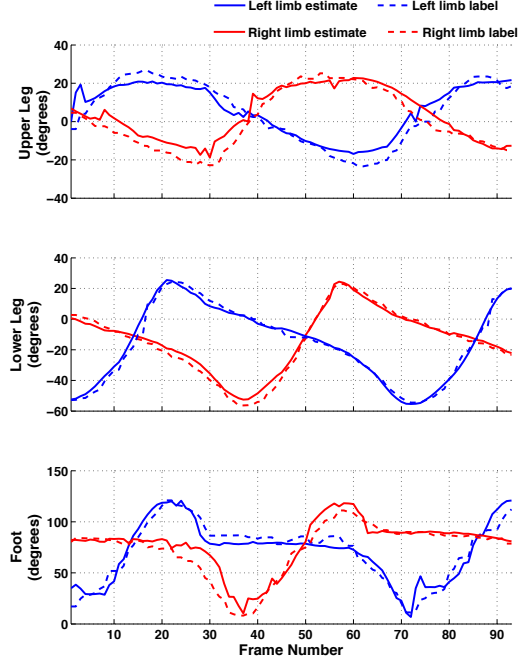 Left limb estimate Left limb label
Right limb estimate Right limb label
Upper Leg
(degrees)
40
20
0
−20
−40
Lower Leg
(degrees)
40
20
0
−20
−40
−60
Foot
(degrees)
150
100
50
0
10 20 30 40 50 60 70 80 90
Frame Number